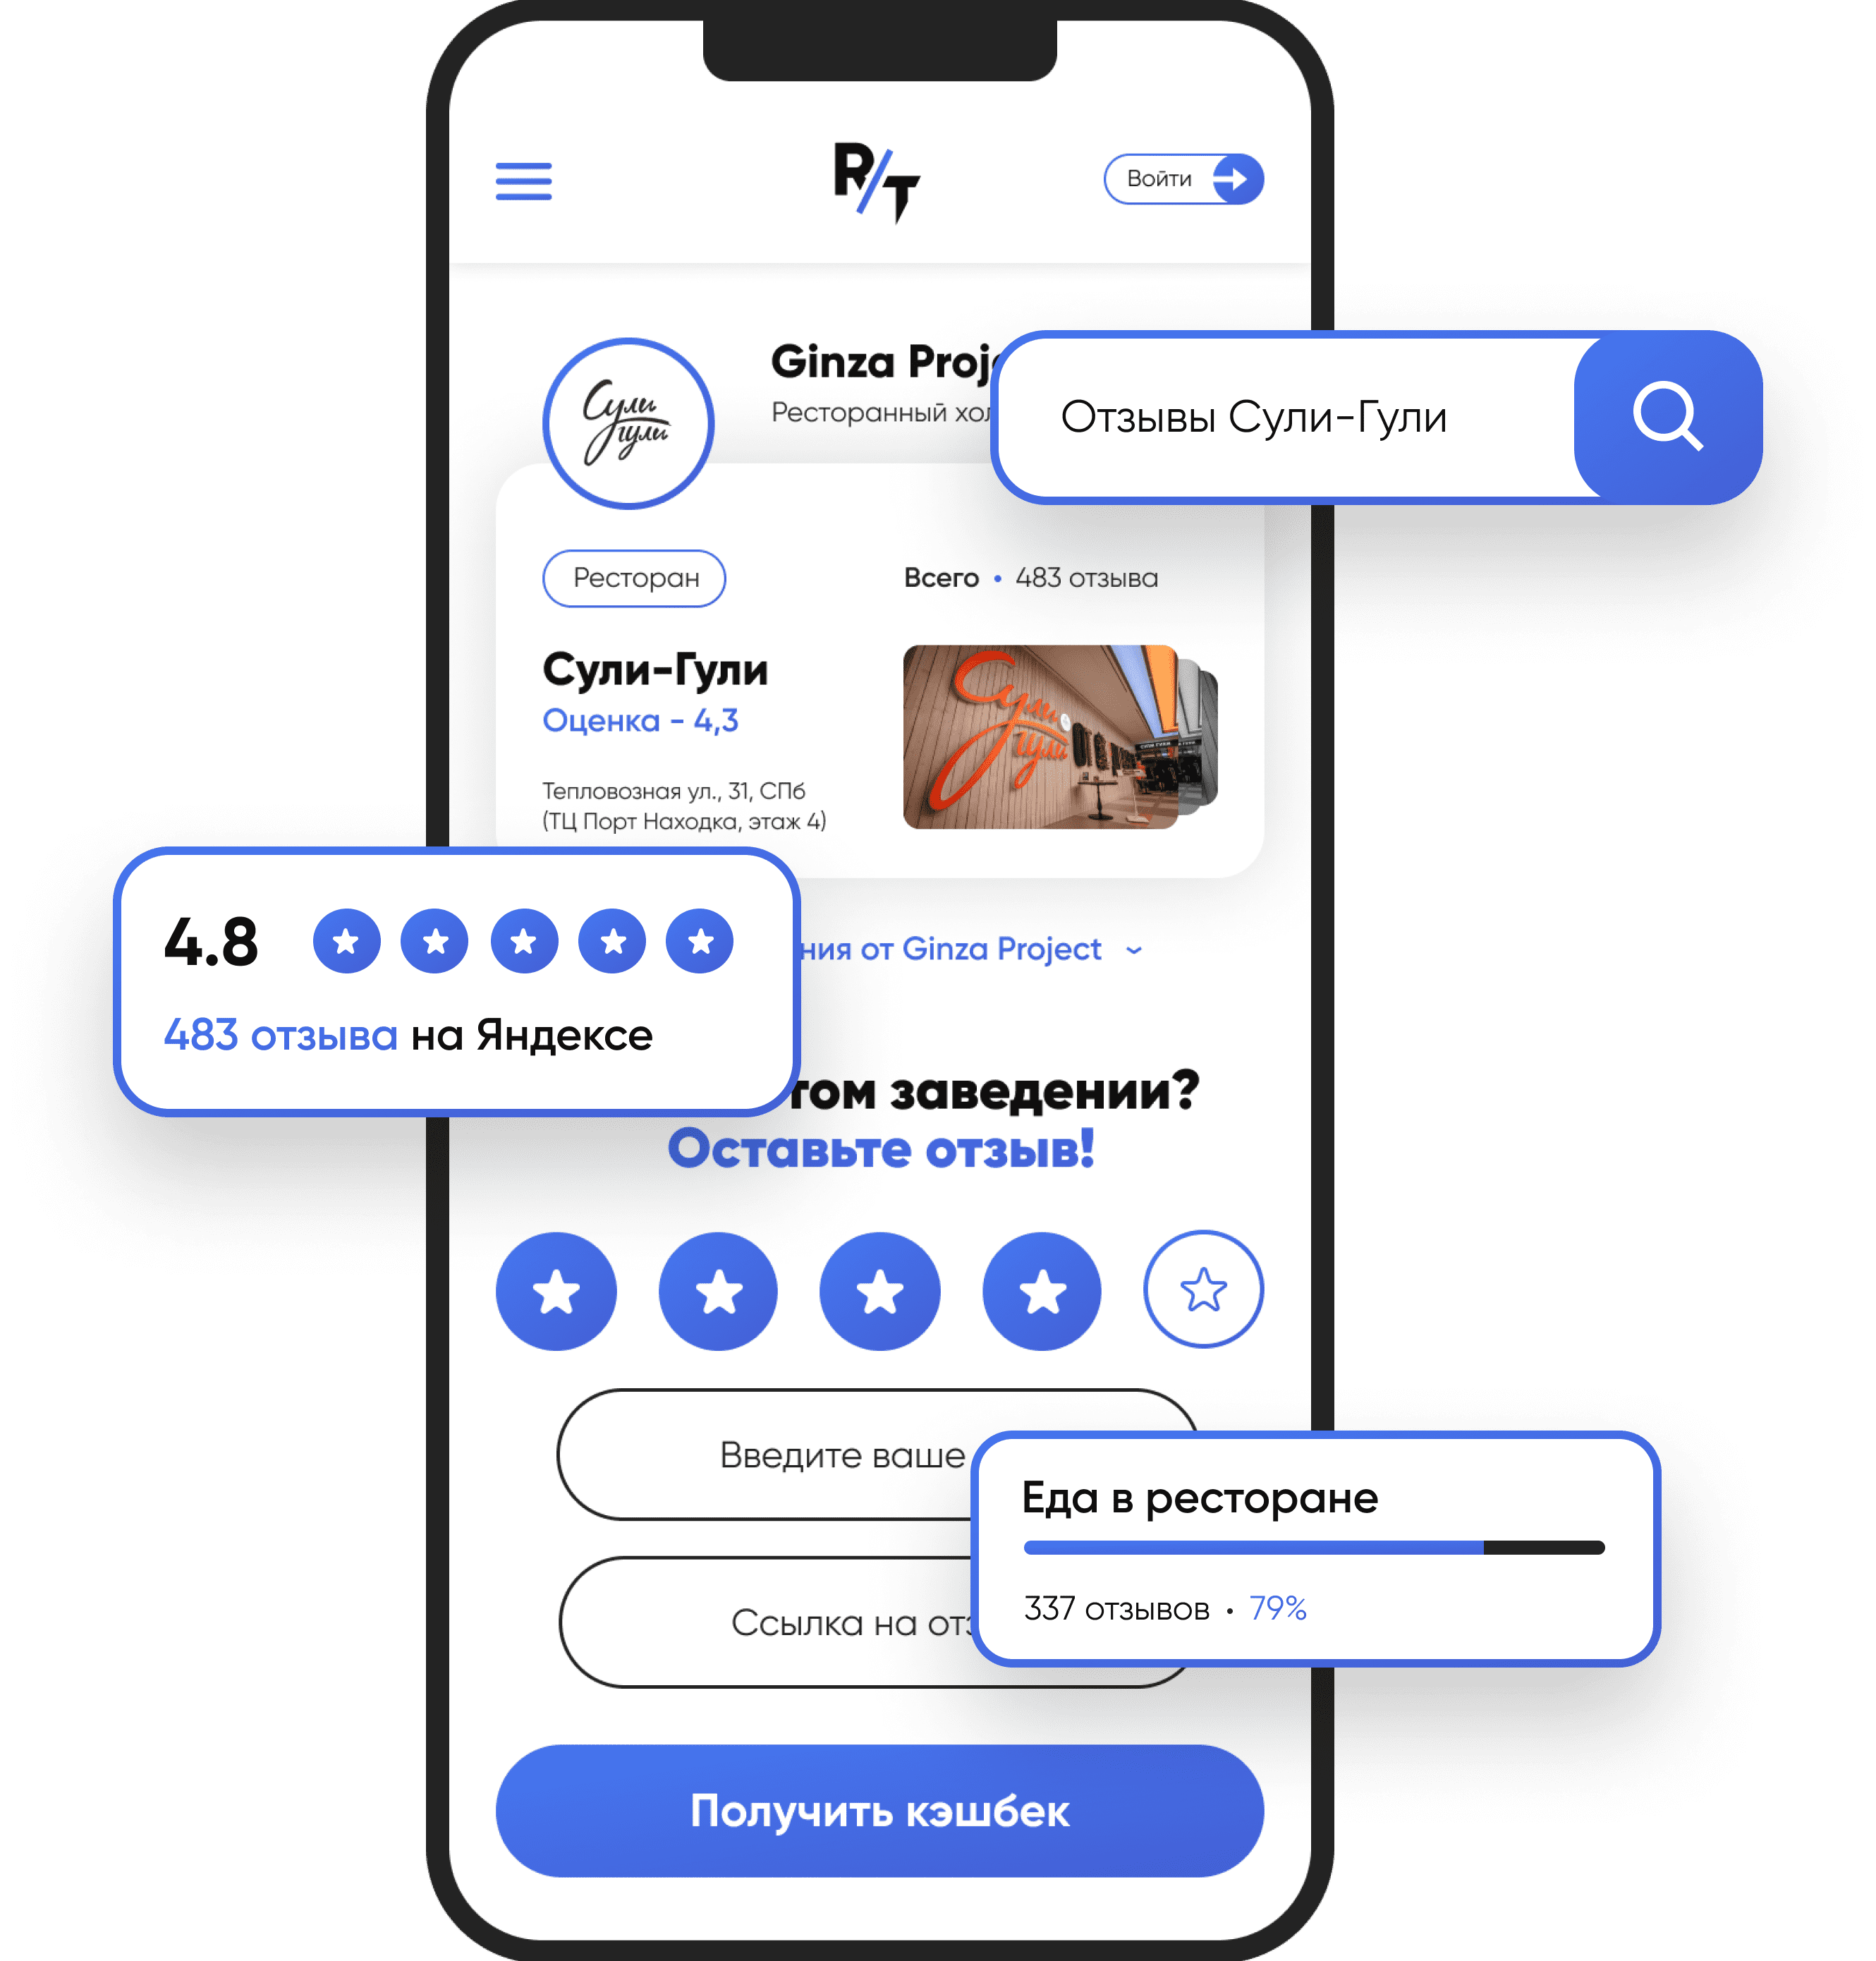 R/T
Войти
Ginza Proj
Ресторанный хол
Сули
гули
Отзывы Сули-Гули
Ресторан
Всего • 483 отзыва
Сули-Гули
Оценка - 4,3
Сули
гули
Тепловозная ул., 31, СПб
(ТЦ Порт Находка, этаж 4)
4.8
483 отзыва на Яндексе
ния от Ginza Project
том заведении?
Оставьте отзыв!
Введите ваше
Еда в ресторане
337 отзывов • 79%
Ссылка на отз
Получить кэшбек